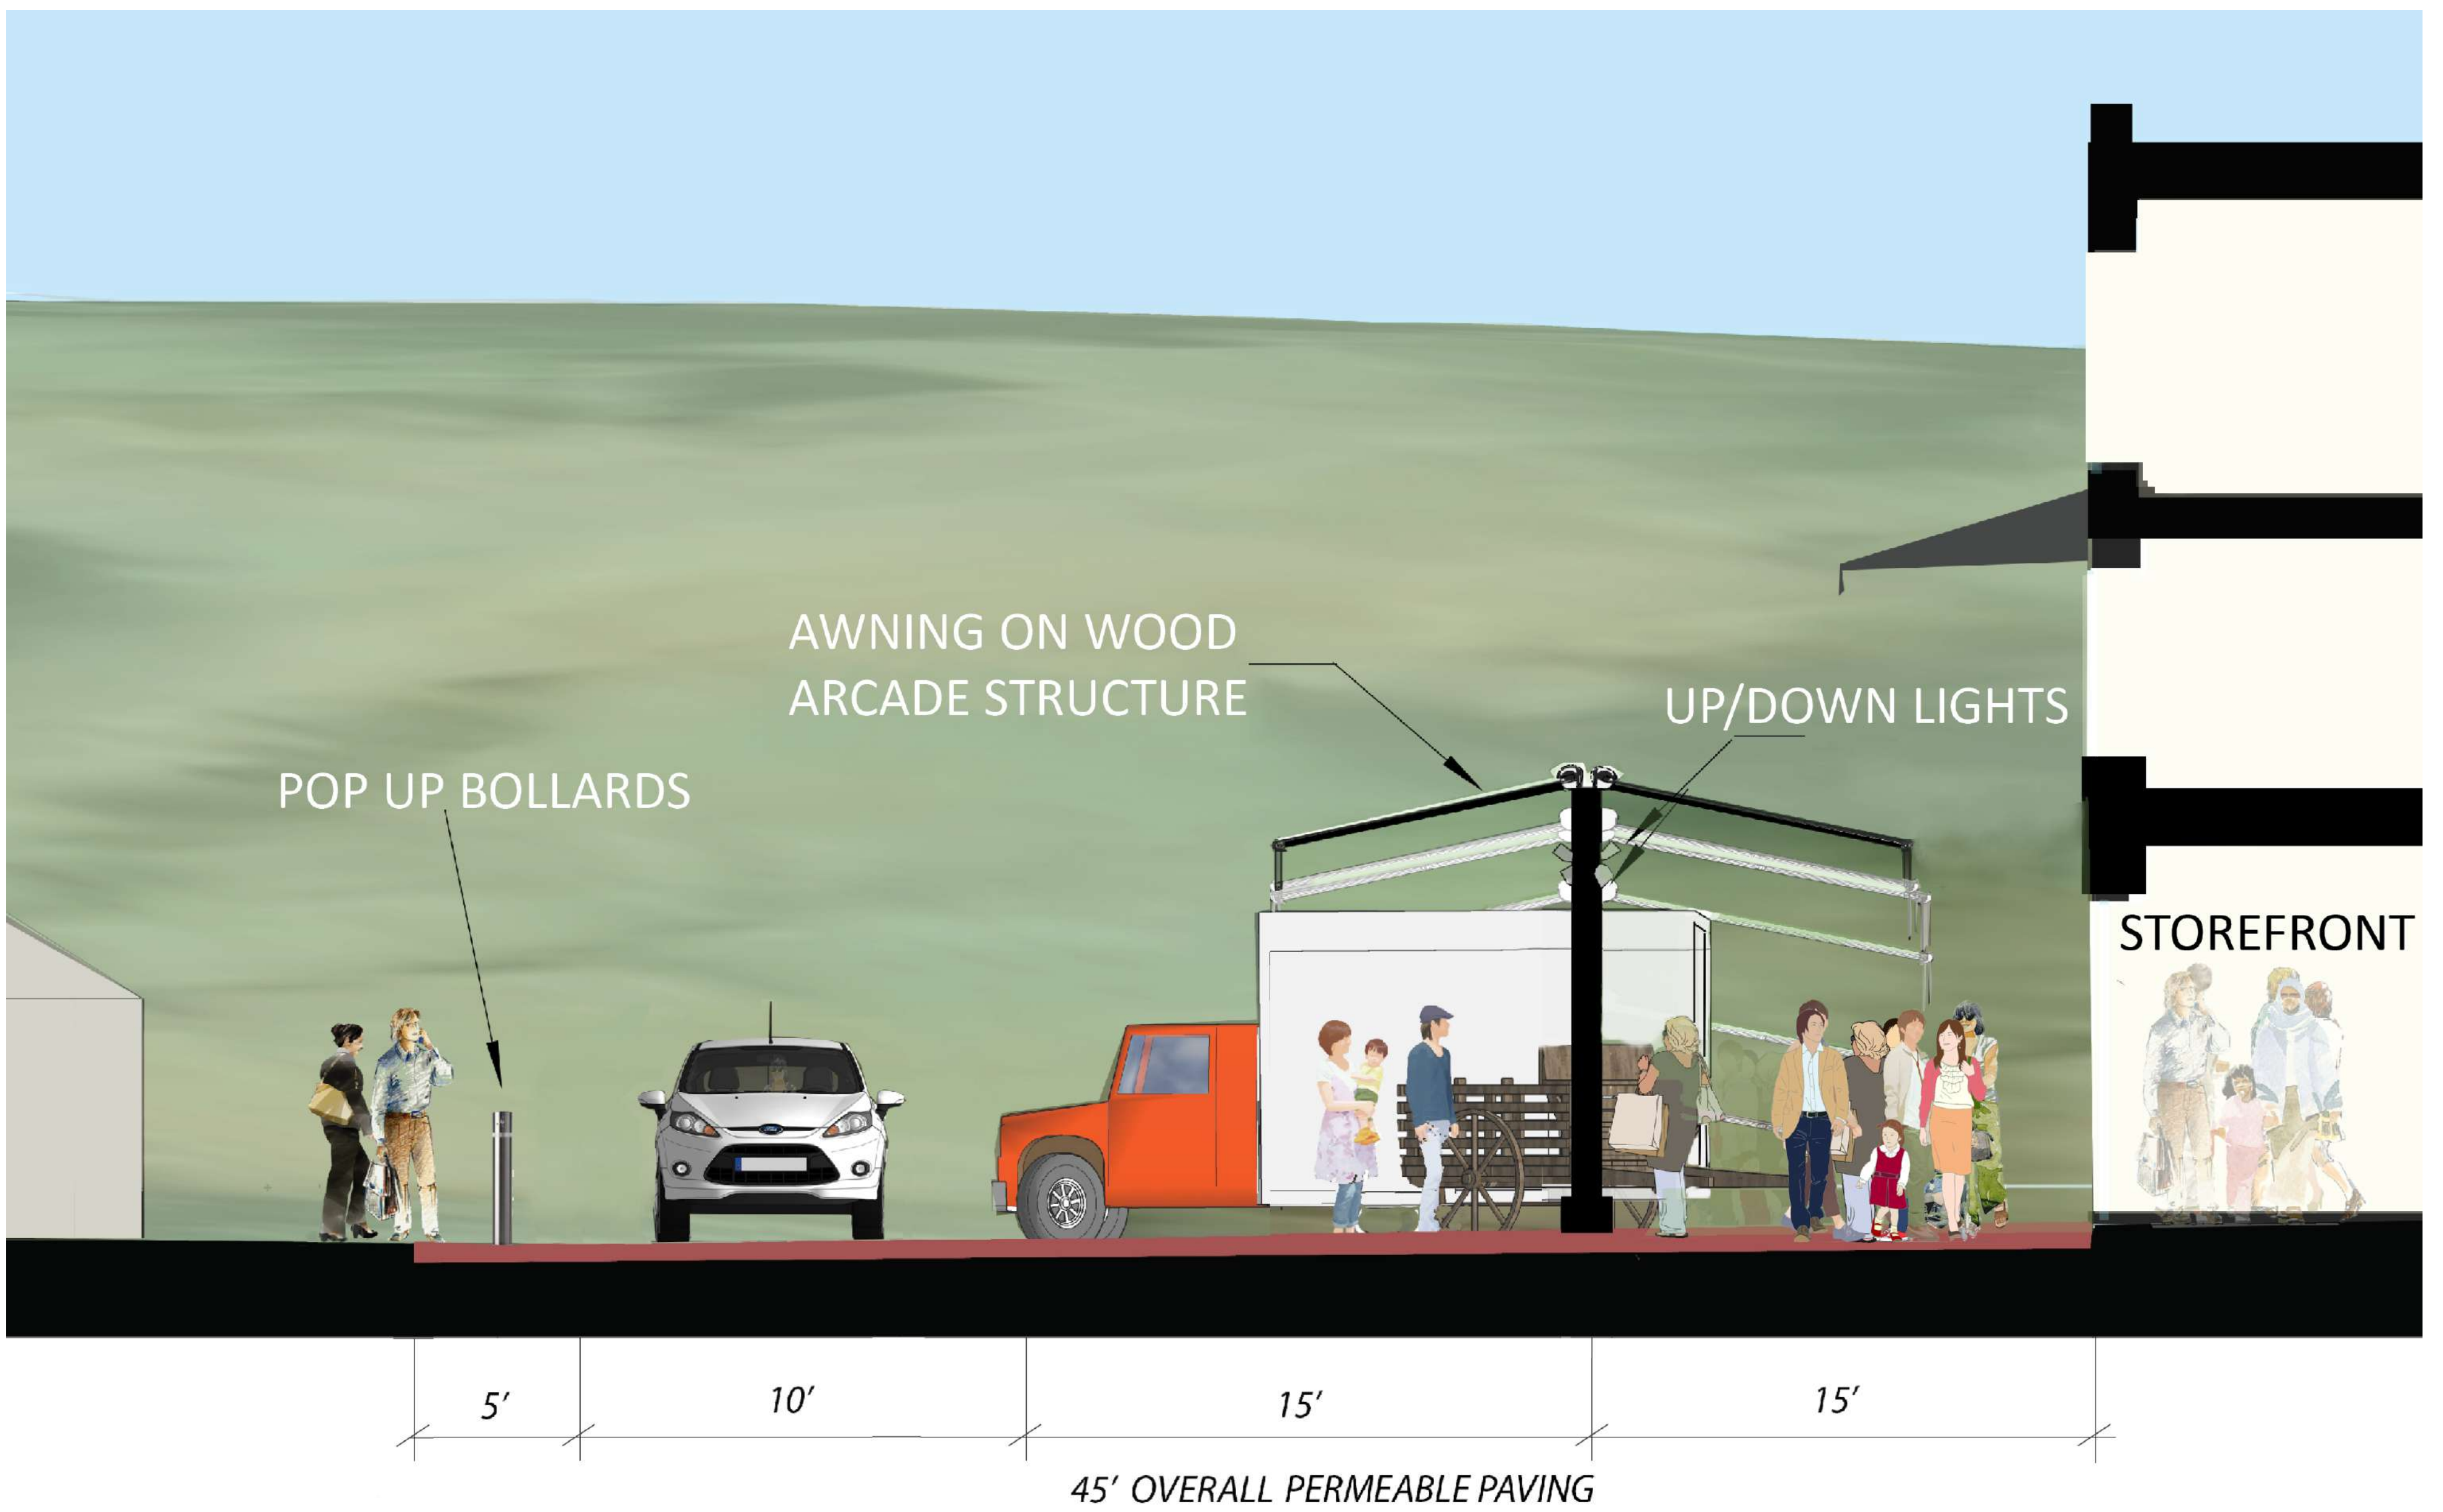 AWNING ON WOOD
ARCADE STRUCTURE
UP/DOWN LIGHTS
POP UP BOLLARDS
STOREFRONT
5'
10'
15'
15'
45' OVERALL PERMEABLE PAVING